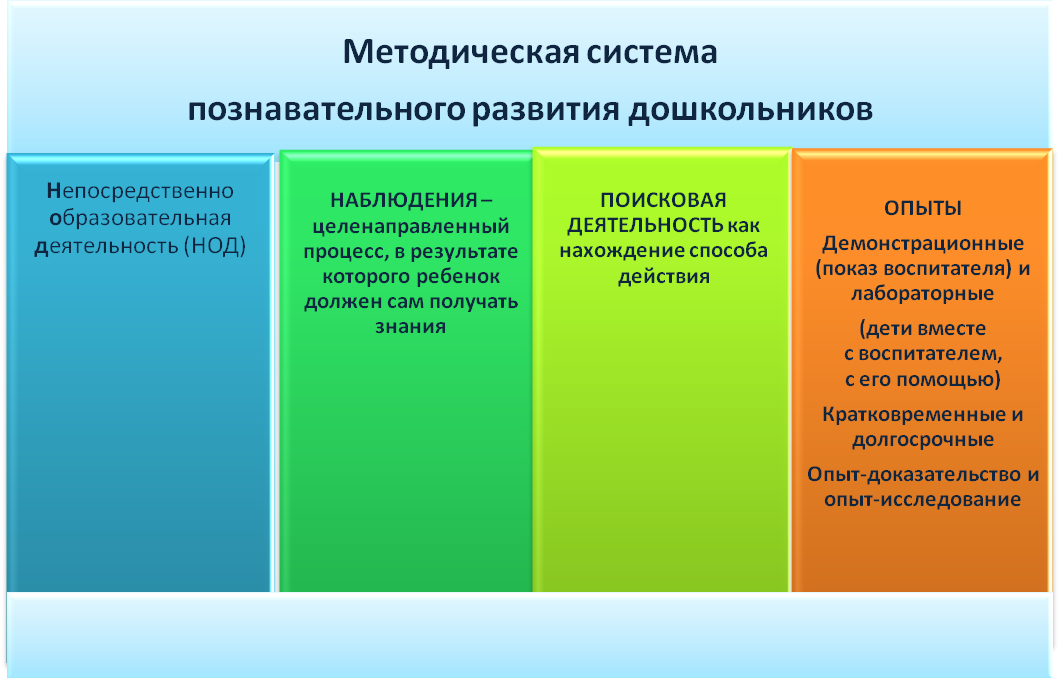 Методическая система
познавательного развития дошкольников
Непосредственно
образовательная
деятельность (НОД)
НАБЛЮДЕНИЯ –
целенаправленный
процесс, в результате
которого ребенок
должен сам получать
знания
ПОИСКОВАЯ
ДЕЯТЕЛЬНОСТЬ как
нахождение способа
действия
ОПЫТЫ
Демонстрационные
(показ воспитателя) и
лабораторные
(дети вместе
с воспитателем,
с его помощью)
Кратковременные и
долгосрочные
Опыт-доказательство и
опыт-исследование